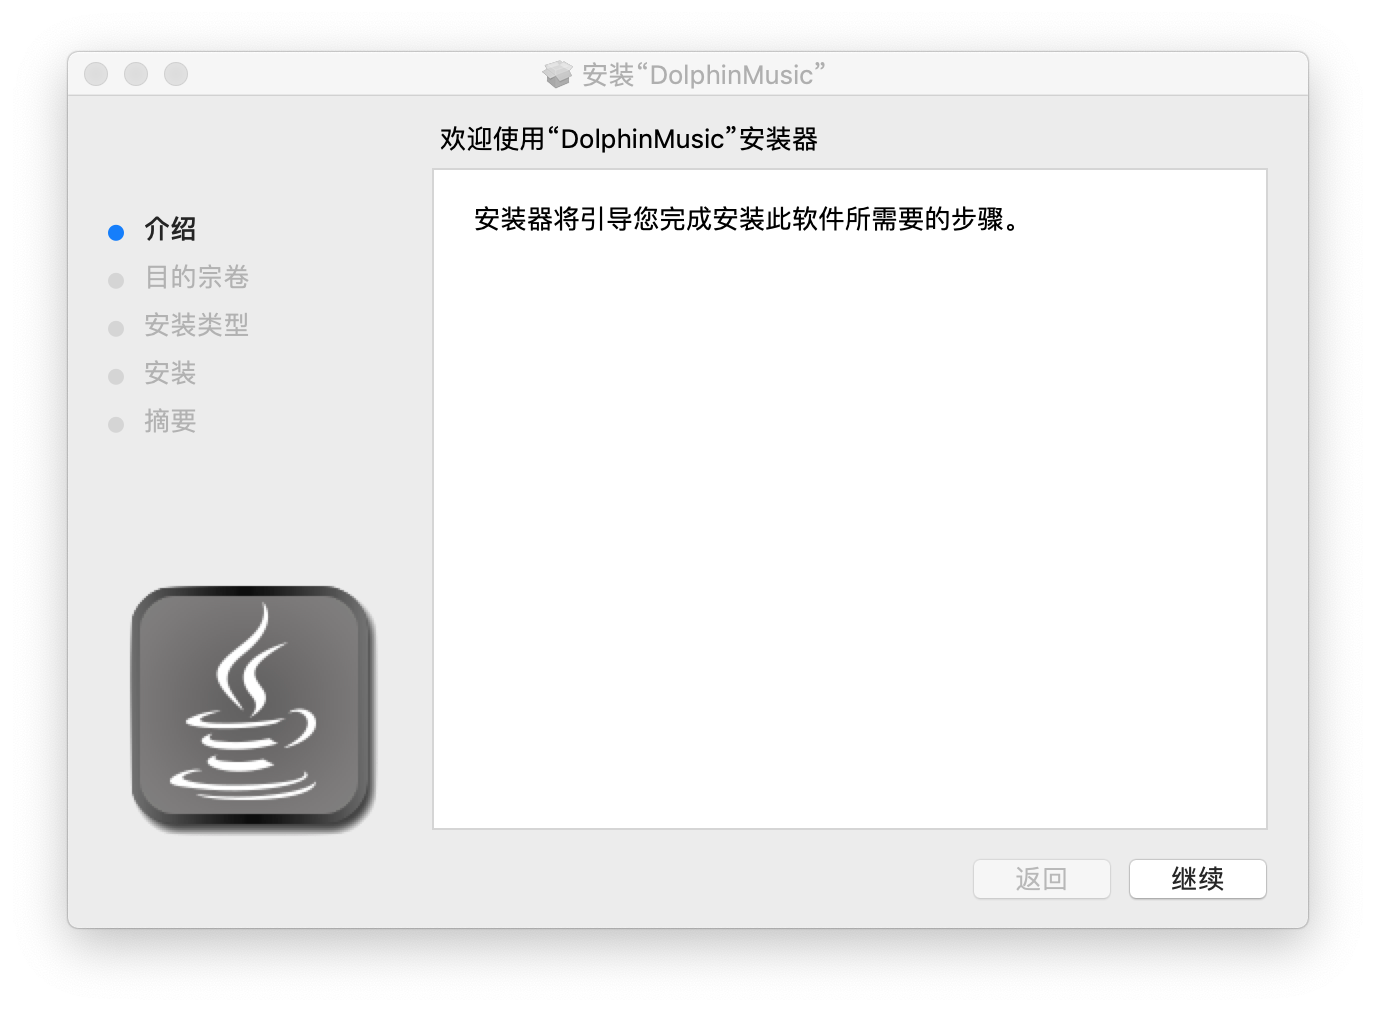 安装“DolphinMusic”
欢迎使用“DolphinMusic”安装器
介绍
目的宗卷
安装类型
安装
摘要
安装器将引导您完成安装此软件所需要的步骤。
返回
继续